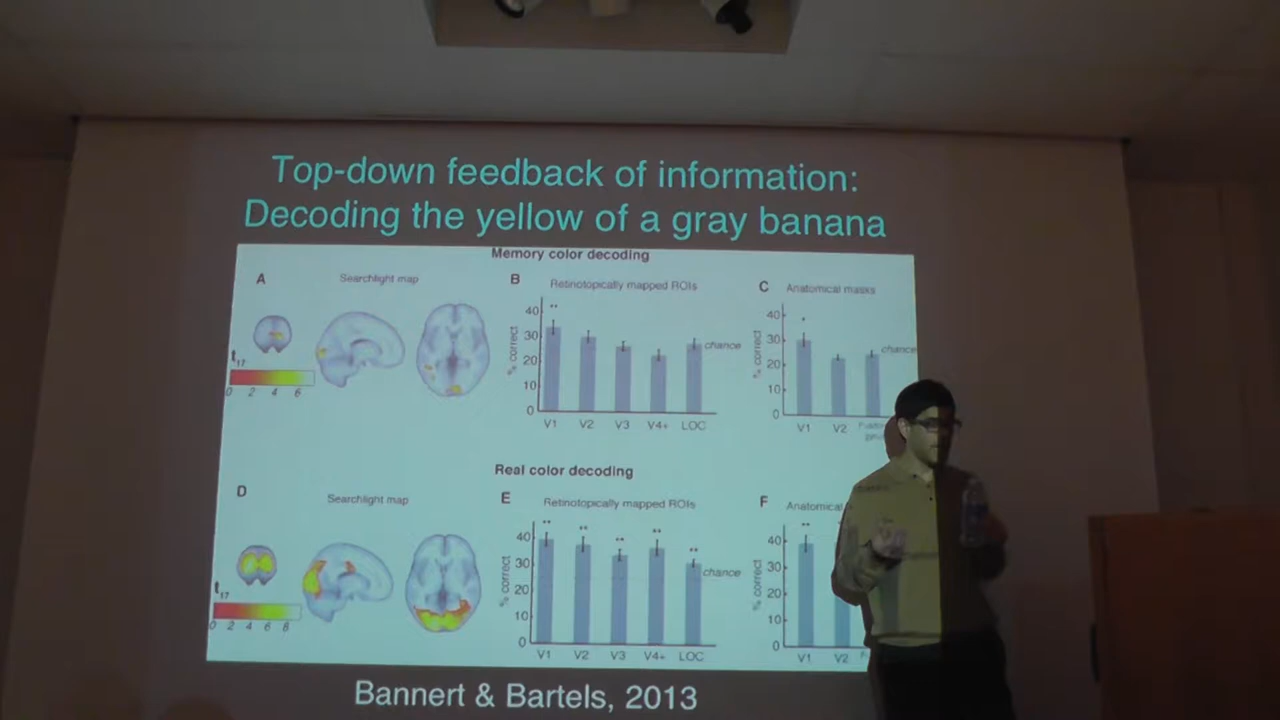 Top-down feedback of information:
Decoding the yellow of a gray banana
Memory color decoding
A Searchlight map
t17
0 2 4 6
B Retinotopically mapped ROIs
% correct
40
30
20
10
0
**
chance
V1 V2 V3 V4+ LOC
C Anatomical masks
% correct
40
30
20
10
0
*
chance
V1 V2
Real color decoding
D Searchlight map
t17
0 2 4 6 8
E Retinotopically mapped ROIs
% correct
40
30
20
10
0
** ** ** ** **
chance
V1 V2 V3 V4+ LOC
F Anatomical
% correct
40
30
20
10
0
**
V1 V2
Bannert & Bartels, 2013